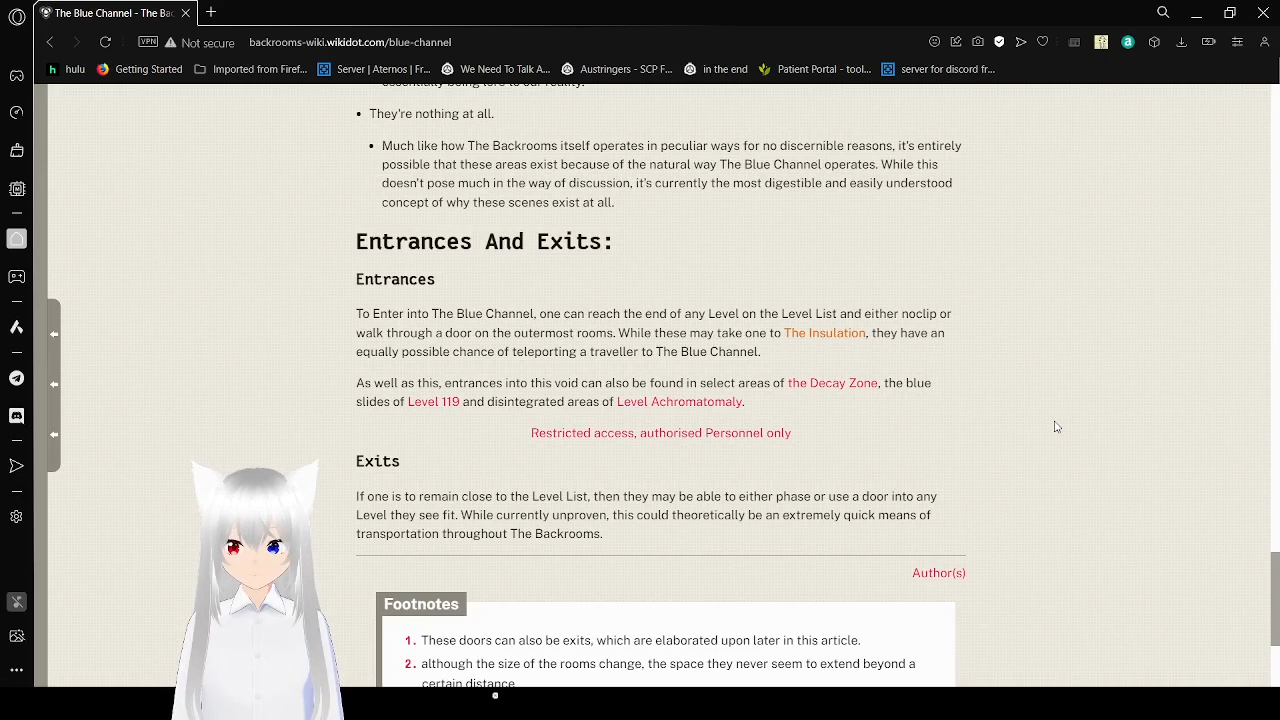 The Blue Channel - The Bac
VPN
Not secure
backrooms-wiki.wikidot.com/blue-channel
hulu
Getting Started
Imported from Firef...
Server | Aternos | Fr...
We Need To Talk A...
Austringers - SCP F...
in the end
Patient Portal - tool...
server for discord fr...
essentially being lers to our reality.
They're nothing at all.
Much like how The Backrooms itself operates in peculiar ways for no discernible reasons, it's entirely
possible that these areas exist because of the natural way The Blue Channel operates. While this
doesn't pose much in the way of discussion, it's currently the most digestible and easily understood
concept of why these scenes exist at all.
Entrances And Exits:
Entrances
To Enter into The Blue Channel, one can reach the end of any Level on the Level List and either noclip or
walk through a door on the outermost rooms. While these may take one to The Insulation, they have an
equally possible chance of teleporting a traveller to The Blue Channel.
As well as this, entrances into this void can also be found in select areas of the Decay Zone, the blue
slides of Level 119 and disintegrated areas of Level Achromatomaly.
Restricted access, authorised Personnel only
Exits
If one is to remain close to the Level List, then they may be able to either phase or use a door into any
Level they see fit. While currently unproven, this could theoretically be an extremely quick means of
transportation throughout The Backrooms.
Author(s)
Footnotes
1. These doors can also be exits, which are elaborated upon later in this article.
2. although the size of the rooms change, the space they never seem to extend beyond a
certain distance